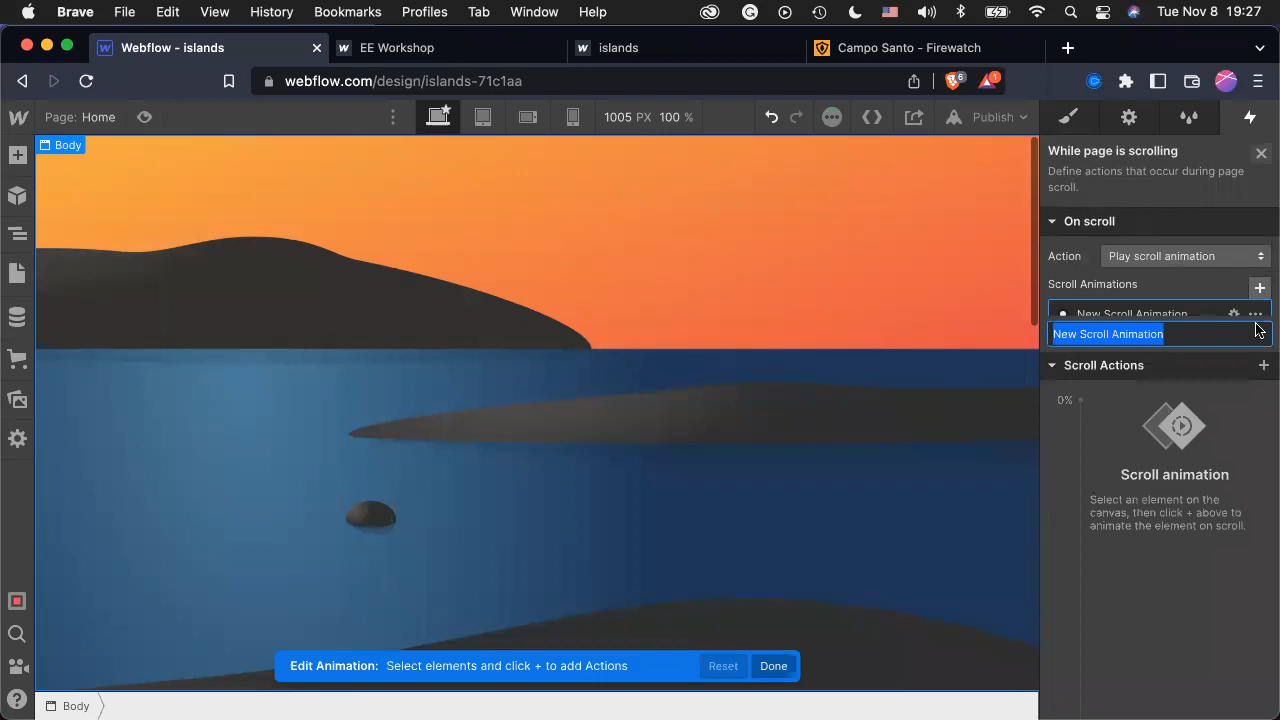 Brave File Edit View History Bookmarks Profiles Tab Window Help Tue Nov 8 19:27
Webflow - islands
EE Workshop
islands
Campo Santo - Firewatch
webflow.com/design/islands-71c1aa
6
1
Page: Home
1005 PX 100 %
Publish
Body
While page is scrolling
Define actions that occur during page
scroll.
On scroll
Action Play scroll animation
Scroll Animations
New Scroll Animation
New Scroll Animation
Scroll Actions
0%
Scroll animation
Select an element on the
canvas, then click + above to
animate the element on scroll.
Edit Animation: Select elements and click + to add Actions Reset Done
Body